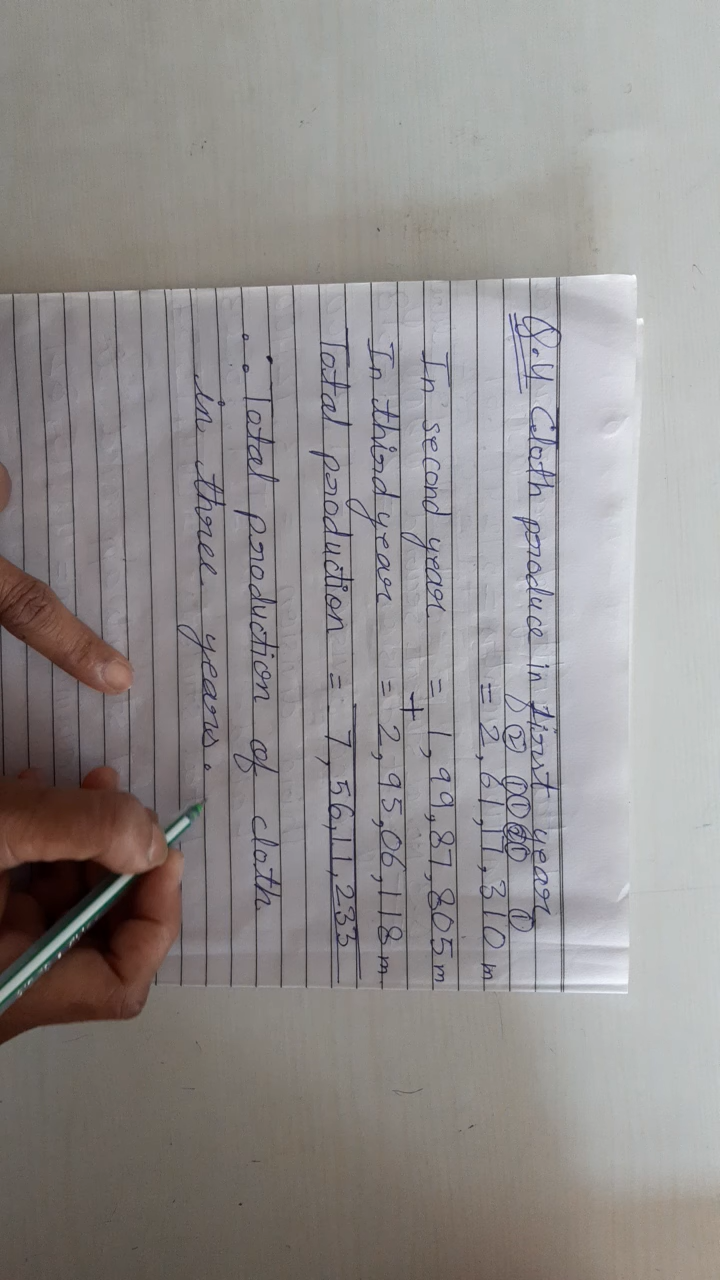 Q.4 Cloth produce in first year
= 2,61,17,310 m
In second year = 1,99,87,805 m
+
In third year = 2,95,06,118 m
Total production = 7,56,11,233
∴ Total production of cloth
in three years.